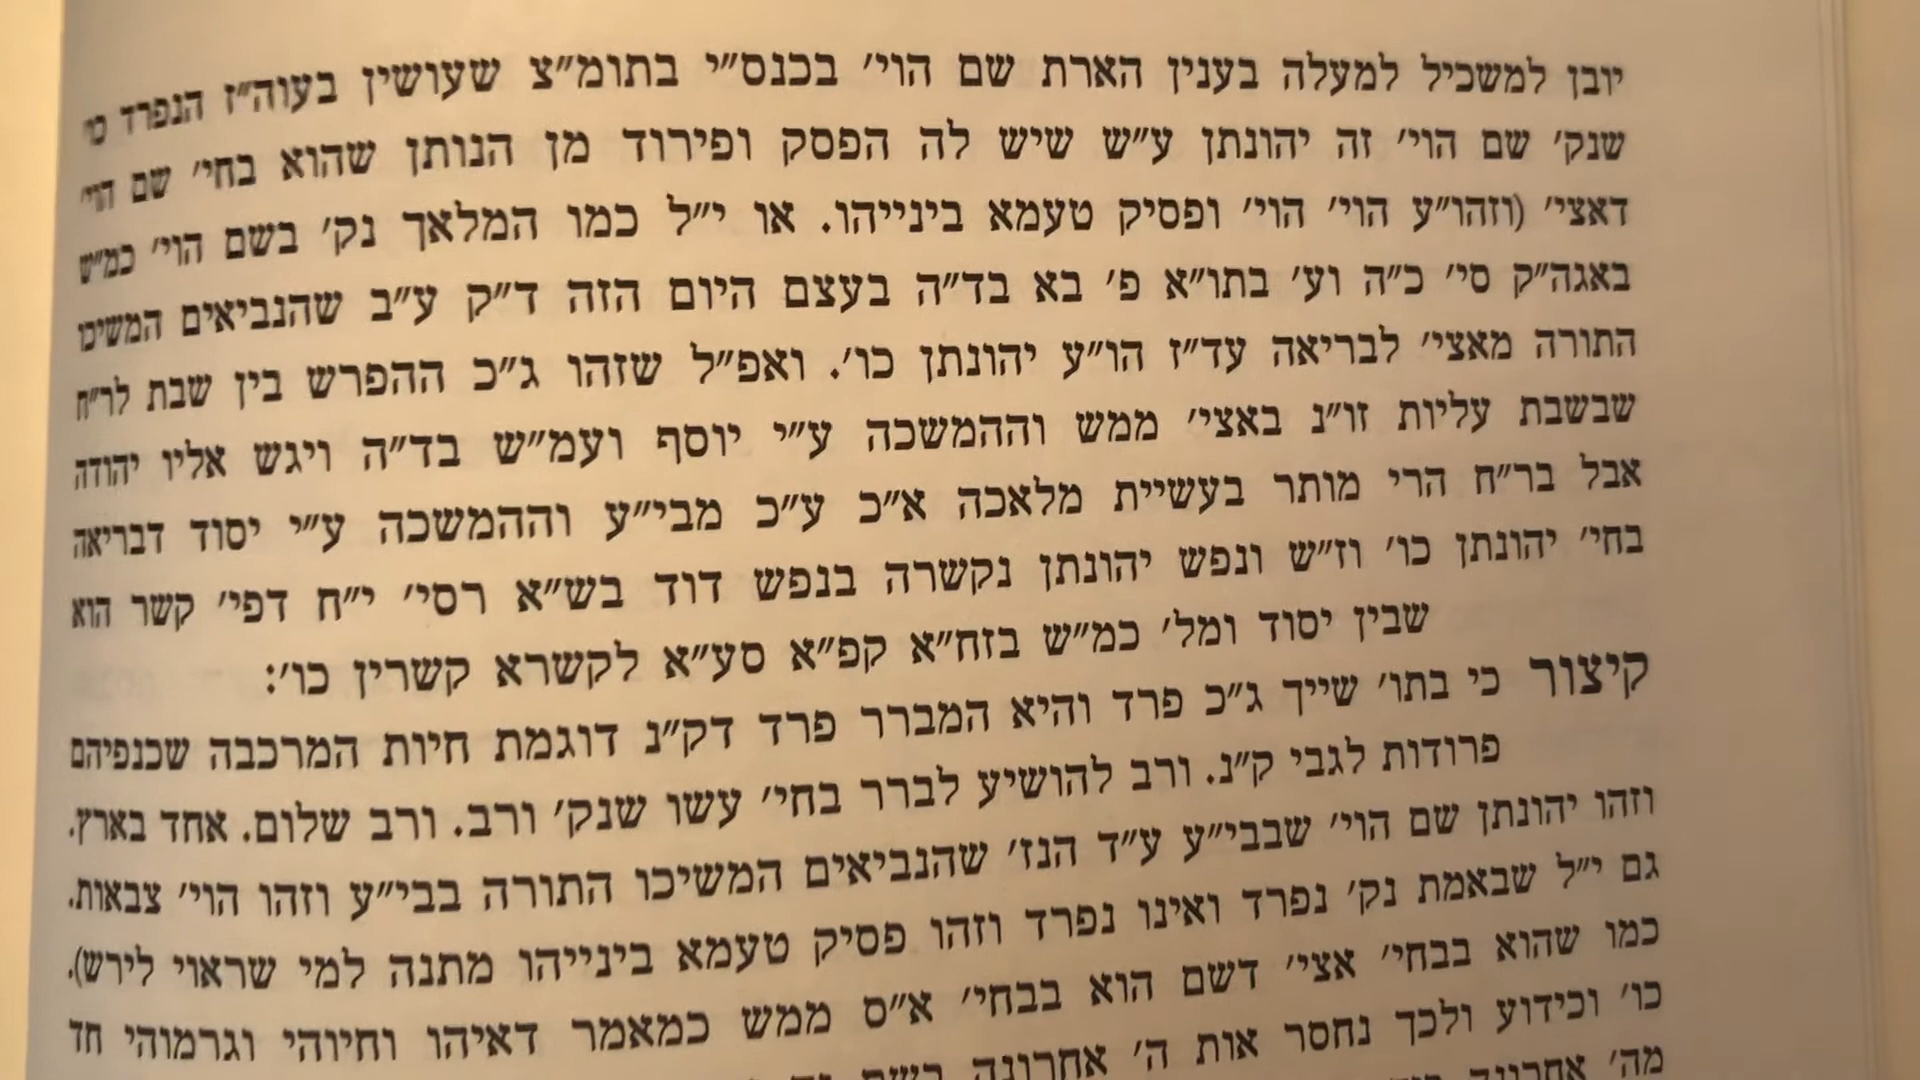 יובן למשכיל למעלה בענין הארת שם הוי׳ בכנס״י בתומ״צ שעושין בעוה״ז הנפרד כו׳
שנק׳ שם הוי׳ זה יהונתן ע״ש שיש לה הפסק ופירוד מן הנותן שהוא בחי׳ שם הוי׳
דאצי׳ (וזהו״ע הוי׳ הוי׳ ופסיק טעמא בינייהו. או י״ל כמו המלאך נק׳ בשם הוי׳ כמ״ש
באגה״ק סי׳ כ״ה וע׳ בתו״א פ׳ בא בד״ה בעצם היום הזה ד״ק ע״ב שהנביאים המשיכו
התורה מאצי׳ לבריאה עד״ז הו״ע יהונתן כו׳. ואפ״ל שזהו ג״כ ההפרש בין שבת לר״ח
שבשבת עליות זו״נ באצי׳ ממש וההמשכה ע״י יוסף ועמ״ש בד״ה ויגש אליו יהודה
אבל בר״ח הרי מותר בעשיית מלאכה א״כ ע״כ מבי״ע וההמשכה ע״י יסוד דבריאה
בחי׳ יהונתן כו׳ וז״ש ונפש יהונתן נקשרה בנפש דוד בש״א רסי׳ י״ח דפי׳ קשר הוא
שבין יסוד ומל׳ כמ״ש בזח״א קפ״א סע״א לקשרא קשרין כו׳:
קיצור כי בתו׳ שייך ג״כ פרד והיא המברר פרד דק״נ דוגמת חיות המרכבה שכנפיהם
פרודות לגבי ק״נ. ורב להושיע לברר בחי׳ עשו שנק׳ ורב. ורב שלום. אחד בארץ.
וזהו יהונתן שם הוי׳ שבבי״ע ע״ד הנז׳ שהנביאים המשיכו התורה בבי״ע וזהו הוי׳ צבאות.
גם י״ל שבאמת נק׳ נפרד ואינו נפרד וזהו פסיק טעמא בינייהו מתנה למי שראוי לירש).
כמו שהוא בבחי׳ אצי׳ דשם הוא בבחי׳ א״ס ממש כמאמר דאיהו וחיוהי וגרמוהי חד
כו׳ וכידוע ולכך נחסר אות ה׳ אחרונה בשם
מה׳ אחרונה